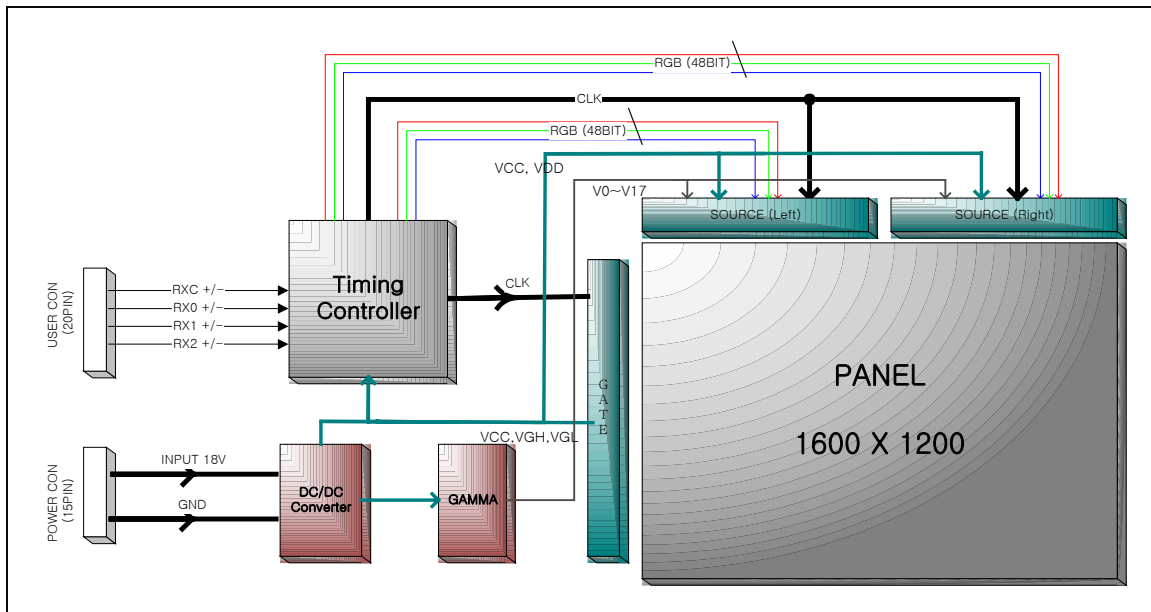 RGB (48BIT)
CLK
RGB (48BIT)
VCC, VDD
V0~V17
SOURCE (Left)
SOURCE (Right)
Timing
Controller
CLK
USER CON
(20PIN)
RXC +/-
RX0 +/-
RX1 +/-
RX2 +/-
GATE
PANEL
1600 X 1200
VCC,VGH,VGL
POWER CON
(15PIN)
INPUT 18V
GND
DC/DC
Converter
GAMMA